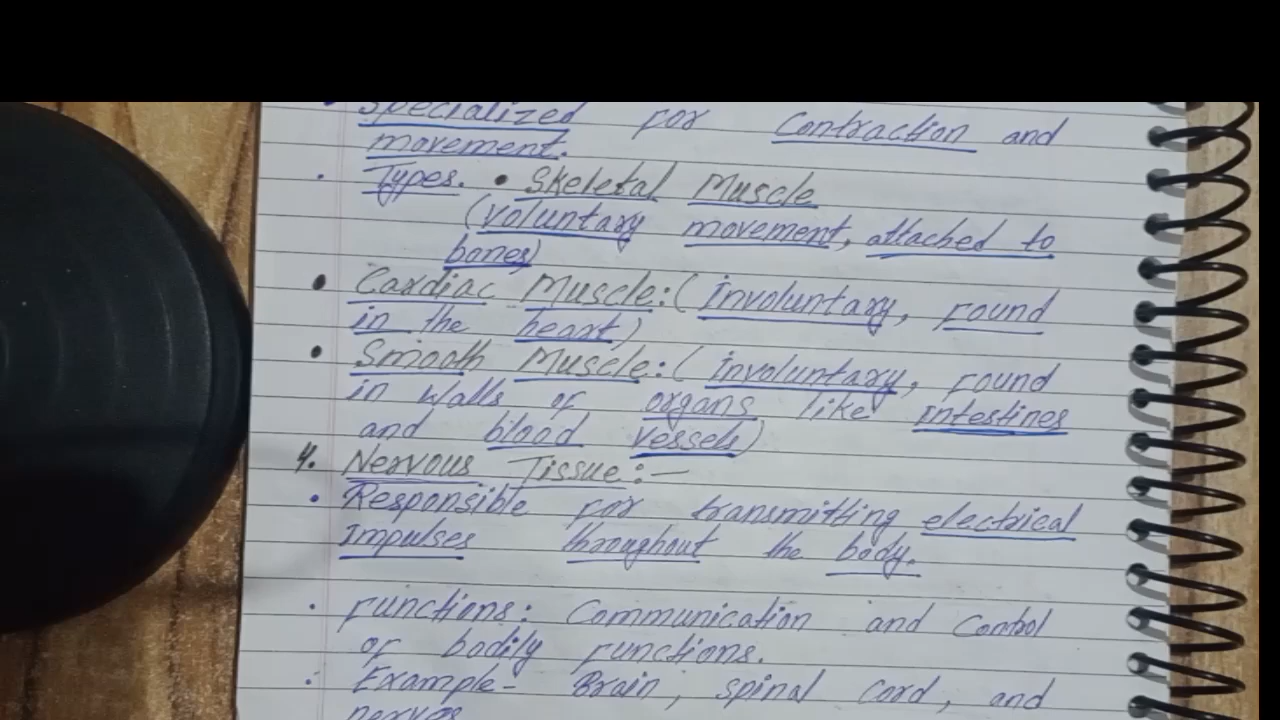 • Specialized for Contraction and
movement.
• Types. • Skeletal Muscle
(voluntary movement, attached to
bones)
• Cardiac Muscle:( involuntary, found
in the heart)
• Smooth Muscle:( involuntary, found
in walls of organs like intestines
and blood vessels)
4. Nervous Tissue:-
• Responsible for transmitting electrical
impulses throughout the body.
• Functions: Communication and Control
of bodily functions.
• Example- Brain, spinal cord, and
nerves